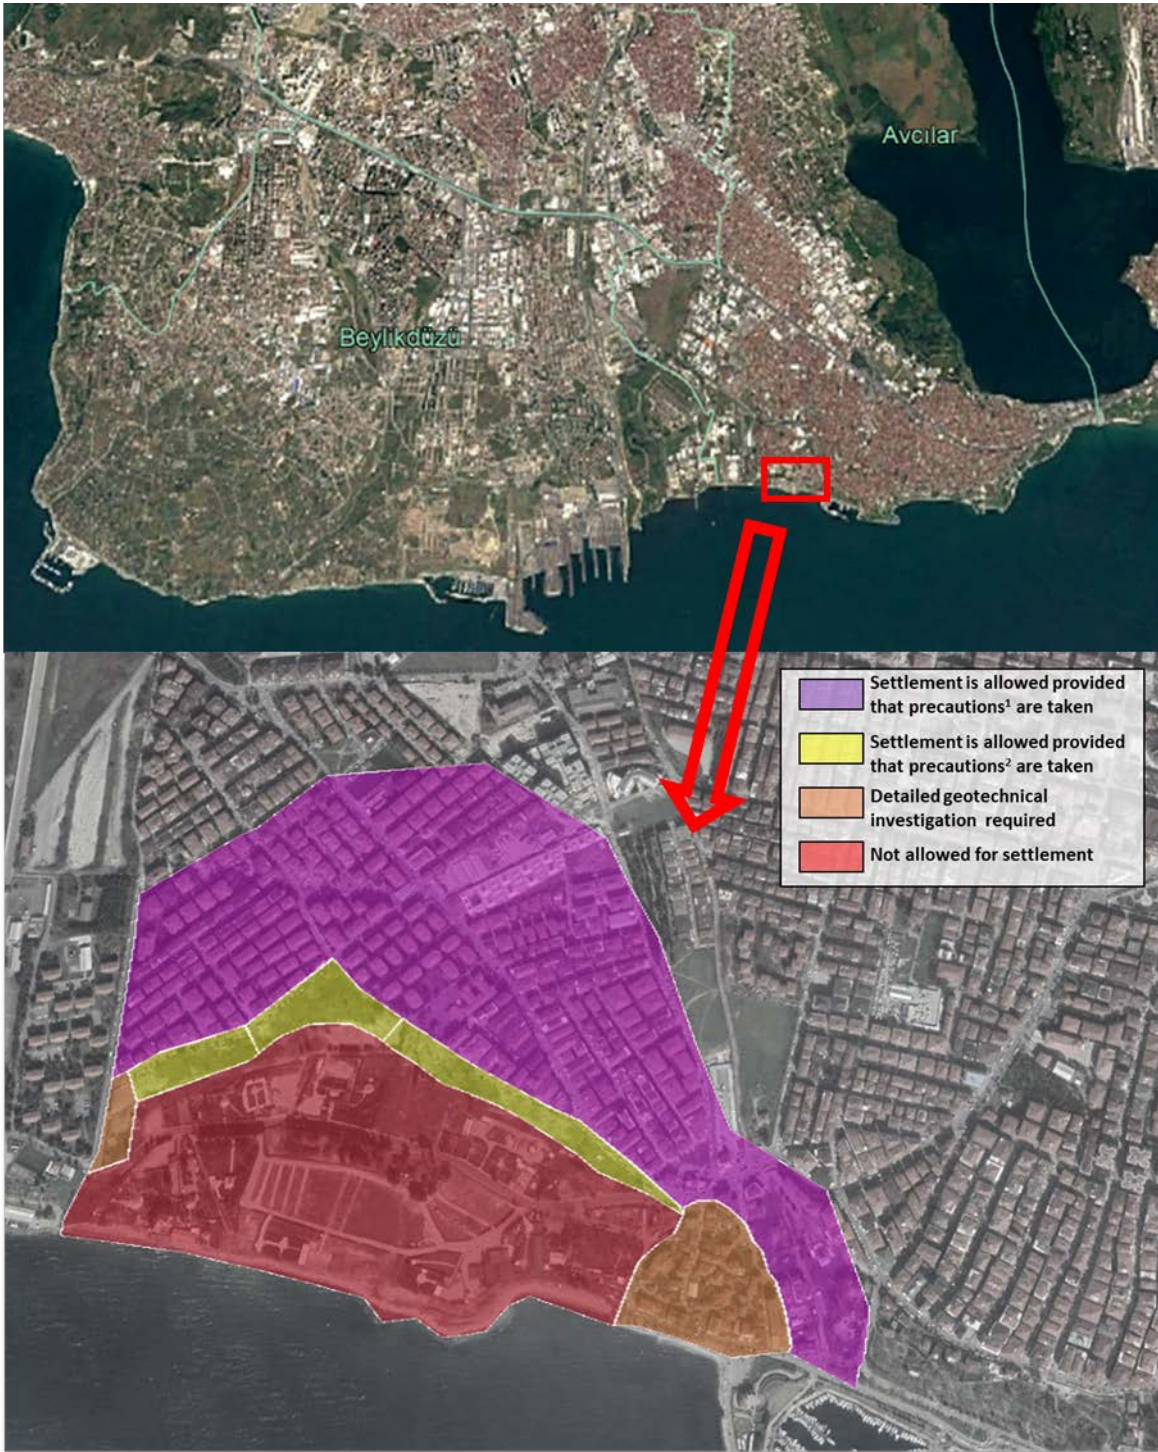 Avcılar
Beylikdüzü
Settlement is allowed provided
that precautions¹ are taken
Settlement is allowed provided
that precautions² are taken
Detailed geotechnical
investigation required
Not allowed for settlement